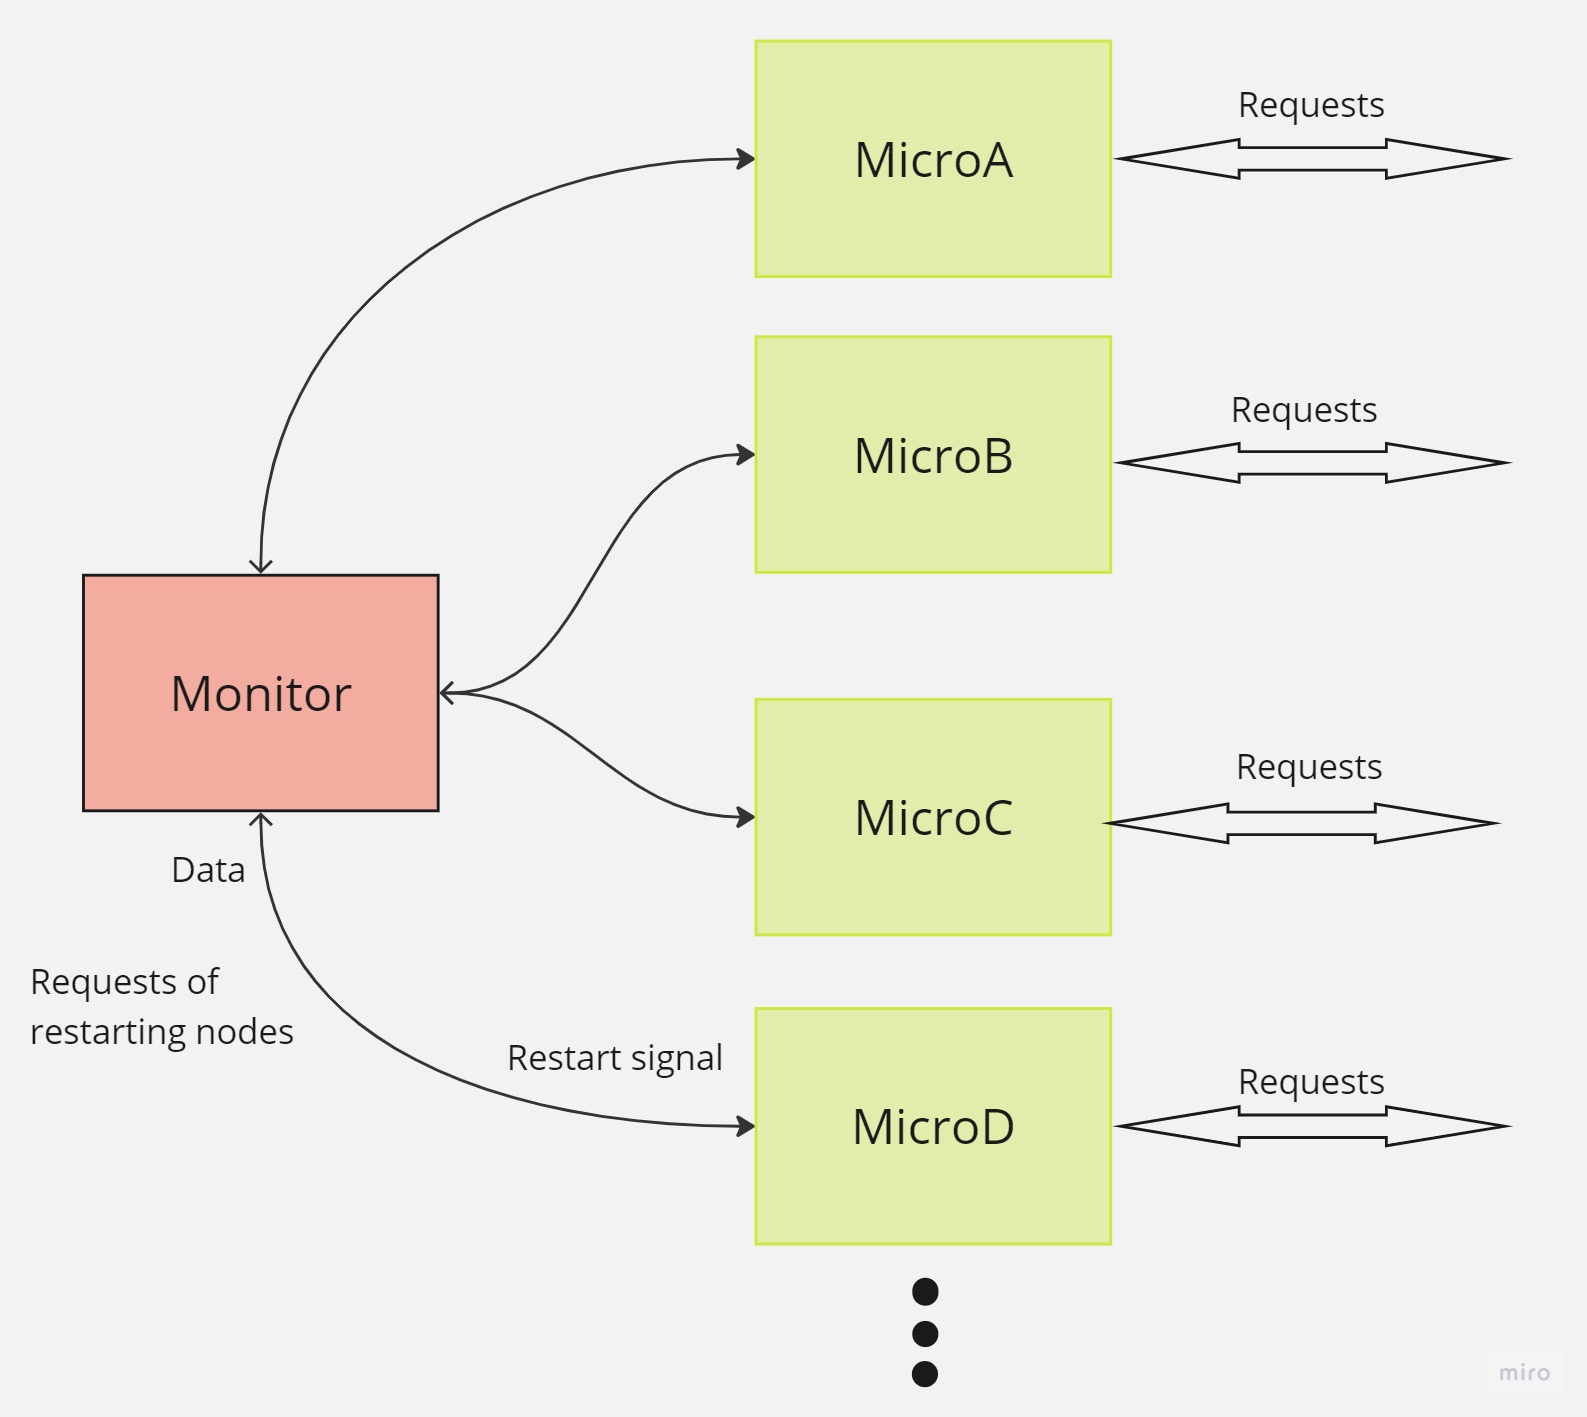 Requests
MicroA
Requests
MicroB
Monitor
Requests
MicroC
Data
Requests of
restarting nodes
Restart signal
Requests
MicroD
miro